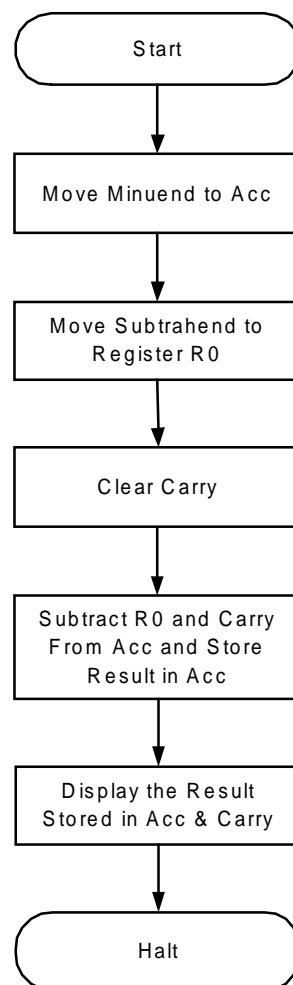 Start
Move Minuend to Acc
Move Subtrahend to
Register R0
Clear Carry
Subtract R0 and Carry
From Acc and Store
Result in Acc
Display the Result
Stored in Acc & Carry
Halt